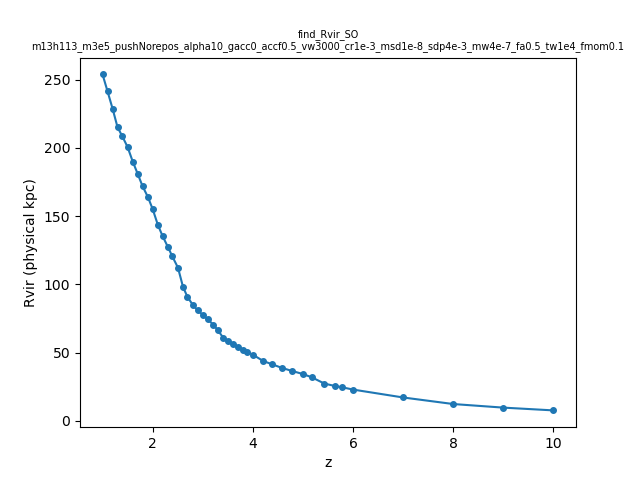 find_Rvir_SO
m13h113_m3e5_pushNorepos_alpha10_gacc0_accf0.5_vw3000_cr1e-3_msd1e-8_sdp4e-3_mw4e-7_fa0.5_tw1e4_fmom0.1
250
200
150
100
50
0
Rvir (physical kpc)
2 4 6 8 10
z